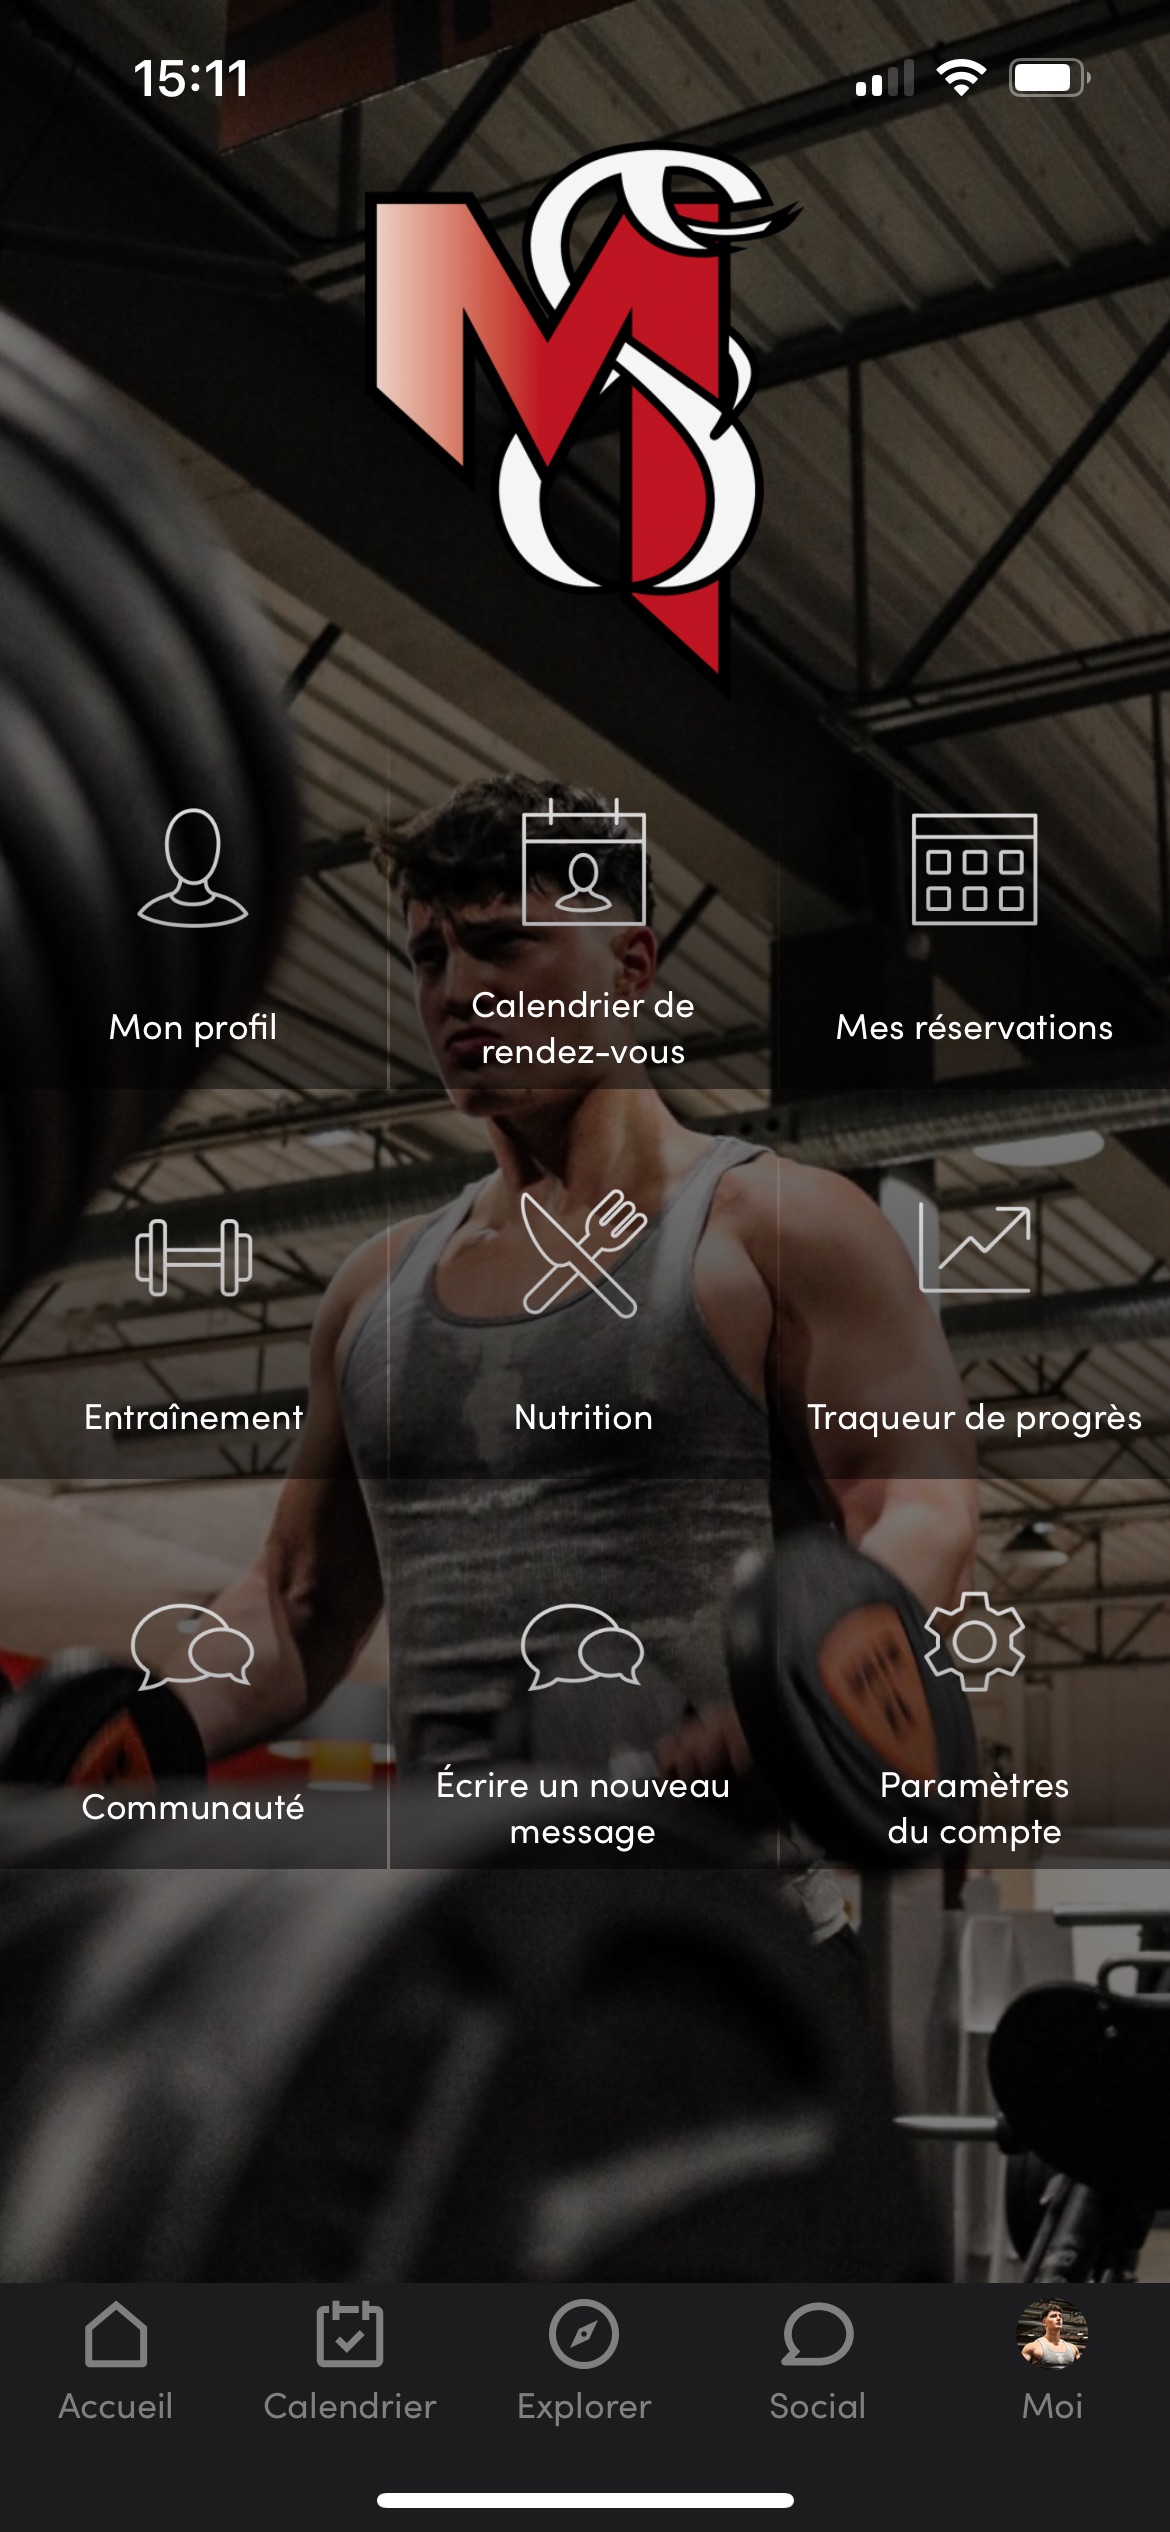 15:11
Mon profil
Calendrier de
rendez-vous
Mes réservations
Entraînement
Nutrition
Traqueur de progrès
Communauté
Écrire un nouveau
message
Paramètres
du compte
Accueil
Calendrier
Explorer
Social
Moi